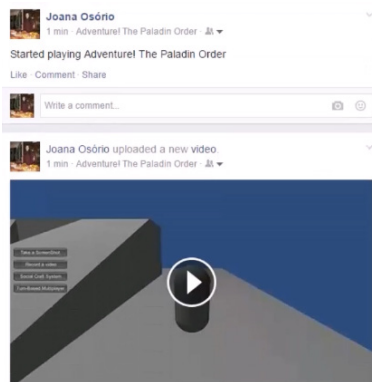 Joana Osório
1 min · Adventure! The Paladin Order ·
Started playing Adventure! The Paladin Order
Like · Comment · Share
Write a comment...
Joana Osório uploaded a new video.
1 min · Adventure! The Paladin Order ·
Take a ScreenShot
Record a video
Social Craft System
Turn-Based Multiplayer